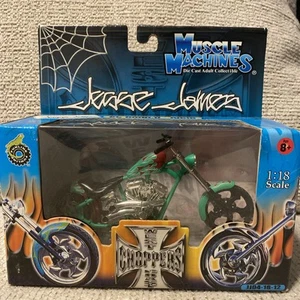 MUSCLE
MACHINES
Die Cast Adult Collectible
Jesse James
8+
1:18
Scale
CHOPPERS